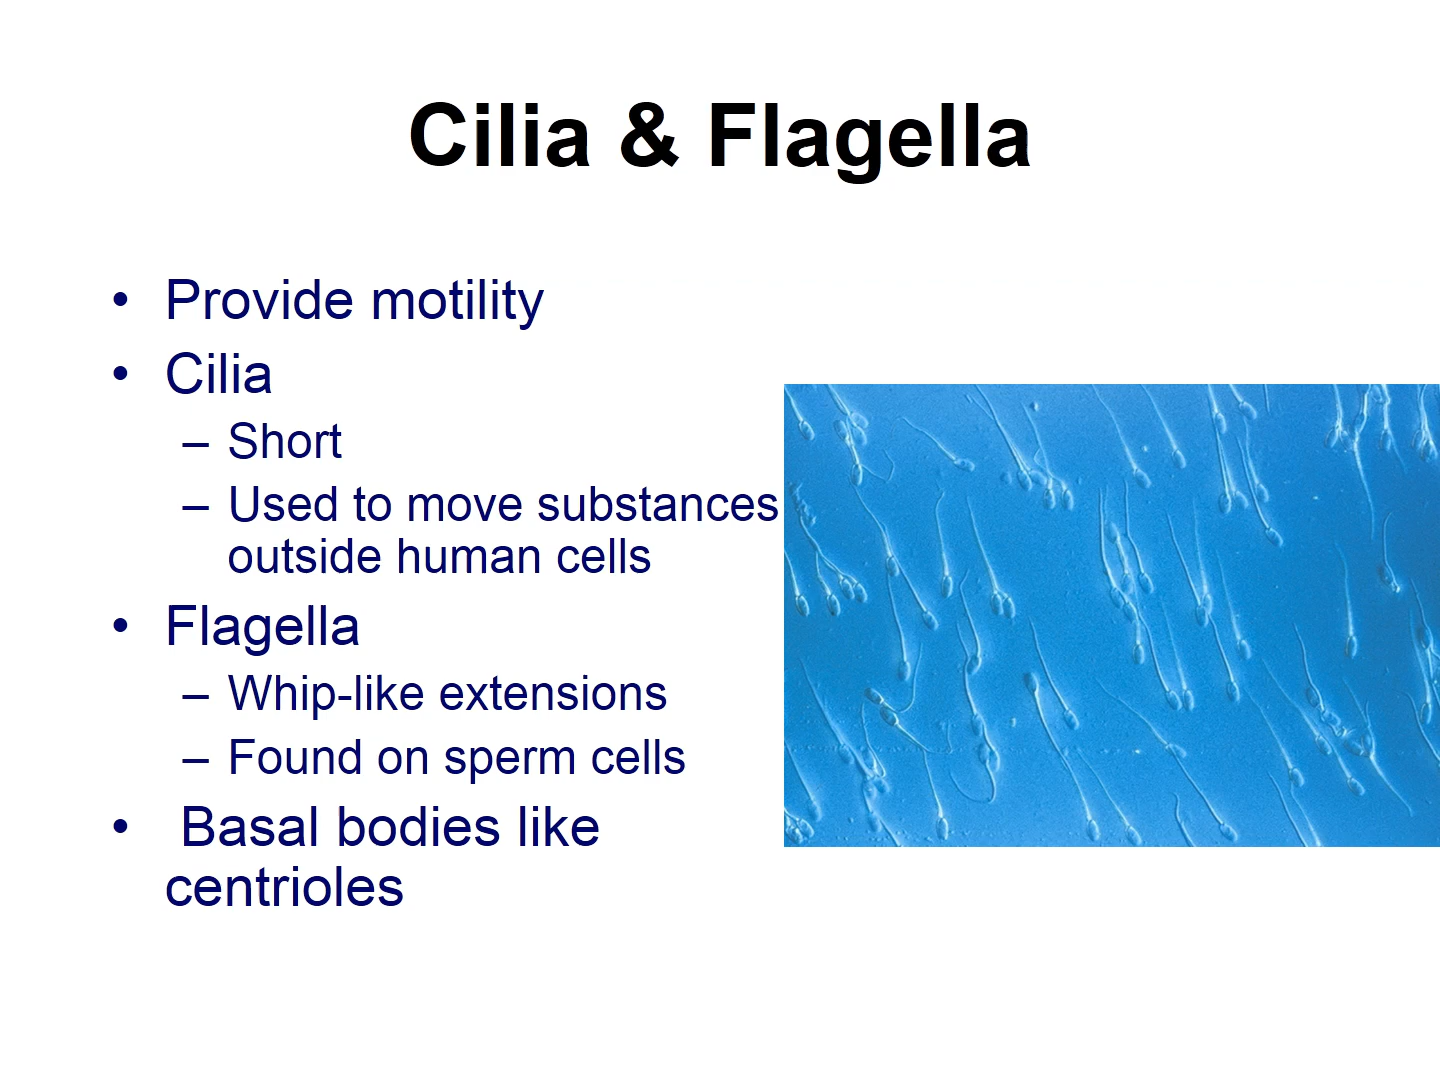 Cilia & Flagella
• Provide motility
• Cilia
– Short
– Used to move substances
outside human cells
• Flagella
– Whip-like extensions
– Found on sperm cells
• Basal bodies like
centrioles